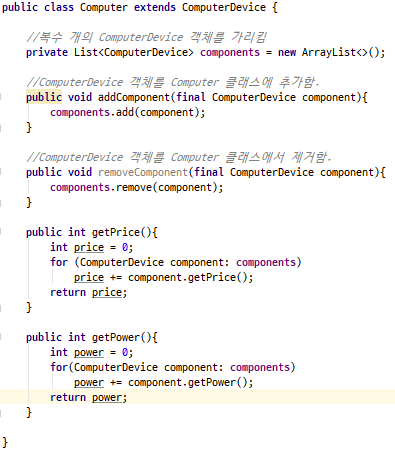 public class Computer extends ComputerDevice {
//복수 개의 ComputerDevice 객체를 가리킴
private List<ComputerDevice> components = new ArrayList<>();
//ComputerDevice 객체를 Computer 클래스에 추가함.
public void addComponent(final ComputerDevice component){
components.add(component);
}
//ComputerDevice 객체를 Computer 클래스에서 제거함.
public void removeComponent(final ComputerDevice component){
components.remove(component);
}
public int getPrice(){
int price = 0;
for (ComputerDevice component: components)
price += component.getPrice();
return price;
}
public int getPower(){
int power = 0;
for(ComputerDevice component: components)
power += component.getPower();
return power;
}
}